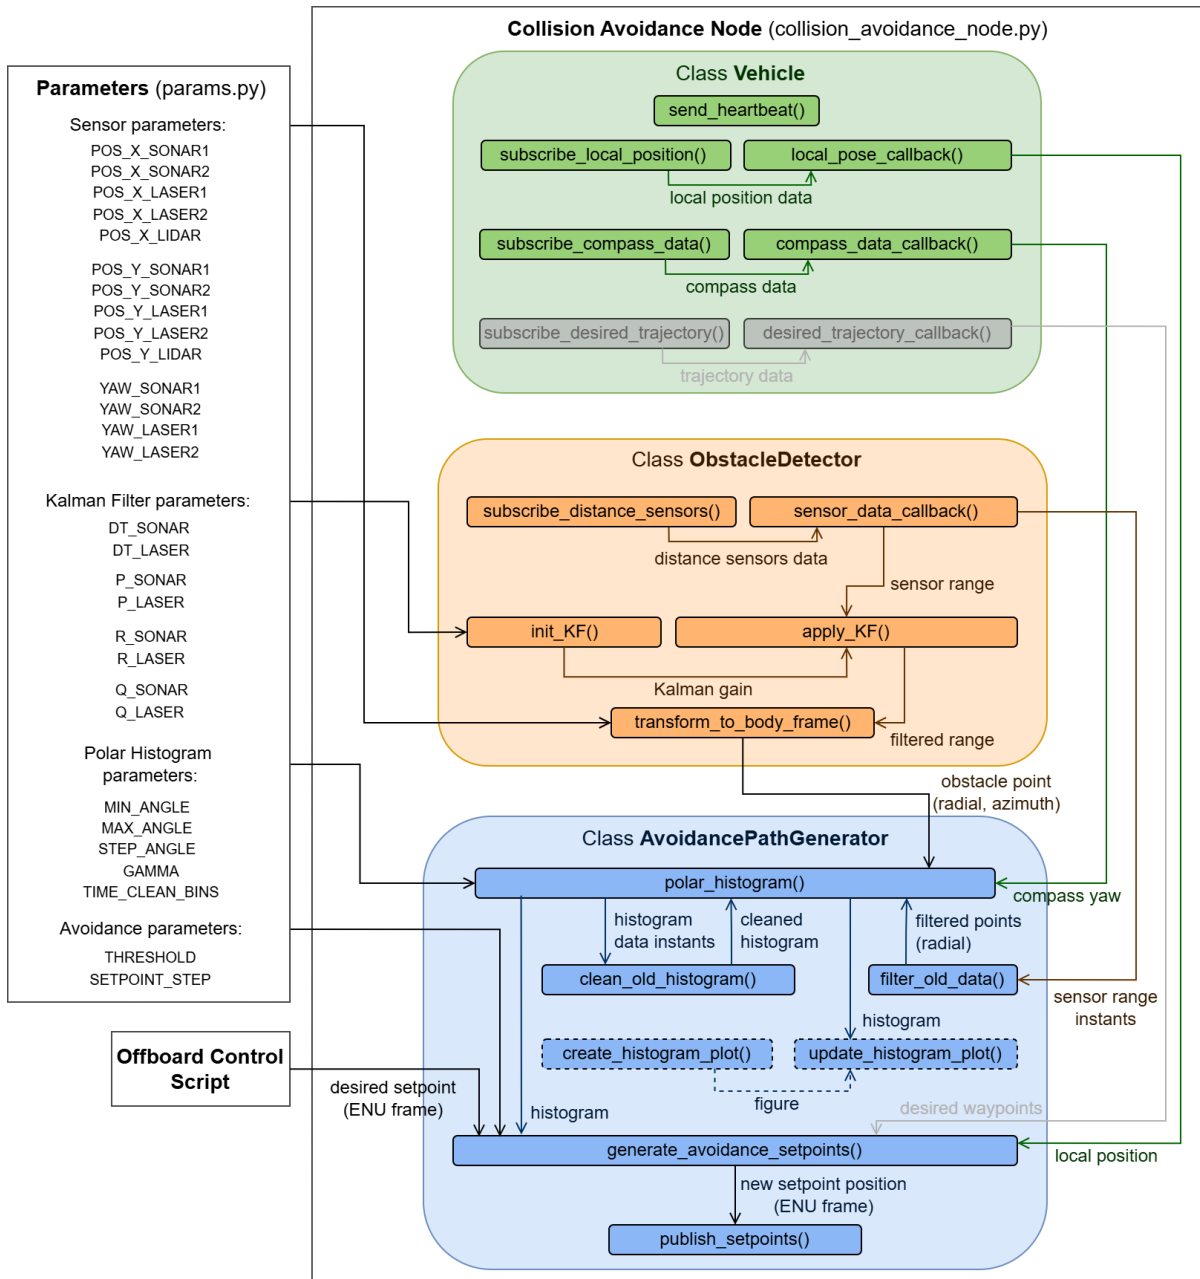 Collision Avoidance Node (collision_avoidance_node.py)
Parameters (params.py)
Sensor parameters:
POS_X_SONAR1
POS_X_SONAR2
POS_X_LASER1
POS_X_LASER2
POS_X_LIDAR
POS_Y_SONAR1
POS_Y_SONAR2
POS_Y_LASER1
POS_Y_LASER2
POS_Y_LIDAR
YAW_SONAR1
YAW_SONAR2
YAW_LASER1
YAW_LASER2
Kalman Filter parameters:
DT_SONAR
DT_LASER
P_SONAR
P_LASER
R_SONAR
R_LASER
Q_SONAR
Q_LASER
Polar Histogram
parameters:
MIN_ANGLE
MAX_ANGLE
STEP_ANGLE
GAMMA
TIME_CLEAN_BINS
Avoidance parameters:
THRESHOLD
SETPOINT_STEP
Offboard Control
Script
Class Vehicle
send_heartbeat()
subscribe_local_position()
local_pose_callback()
local position data
subscribe_compass_data()
compass_data_callback()
compass data
subscribe_desired_trajectory()
desired_trajectory_callback()
trajectory data
Class ObstacleDetector
subscribe_distance_sensors()
sensor_data_callback()
distance sensors data
sensor range
init_KF()
apply_KF()
Kalman gain
transform_to_body_frame()
filtered range
obstacle point
(radial, azimuth)
Class AvoidancePathGenerator
polar_histogram()
compass yaw
histogram
data instants
cleaned
histogram
filtered points
(radial)
clean_old_histogram()
filter_old_data()
sensor range
instants
histogram
create_histogram_plot()
update_histogram_plot()
figure
desired setpoint
(ENU frame)
histogram
desired waypoints
generate_avoidance_setpoints()
local position
new setpoint position
(ENU frame)
publish_setpoints()